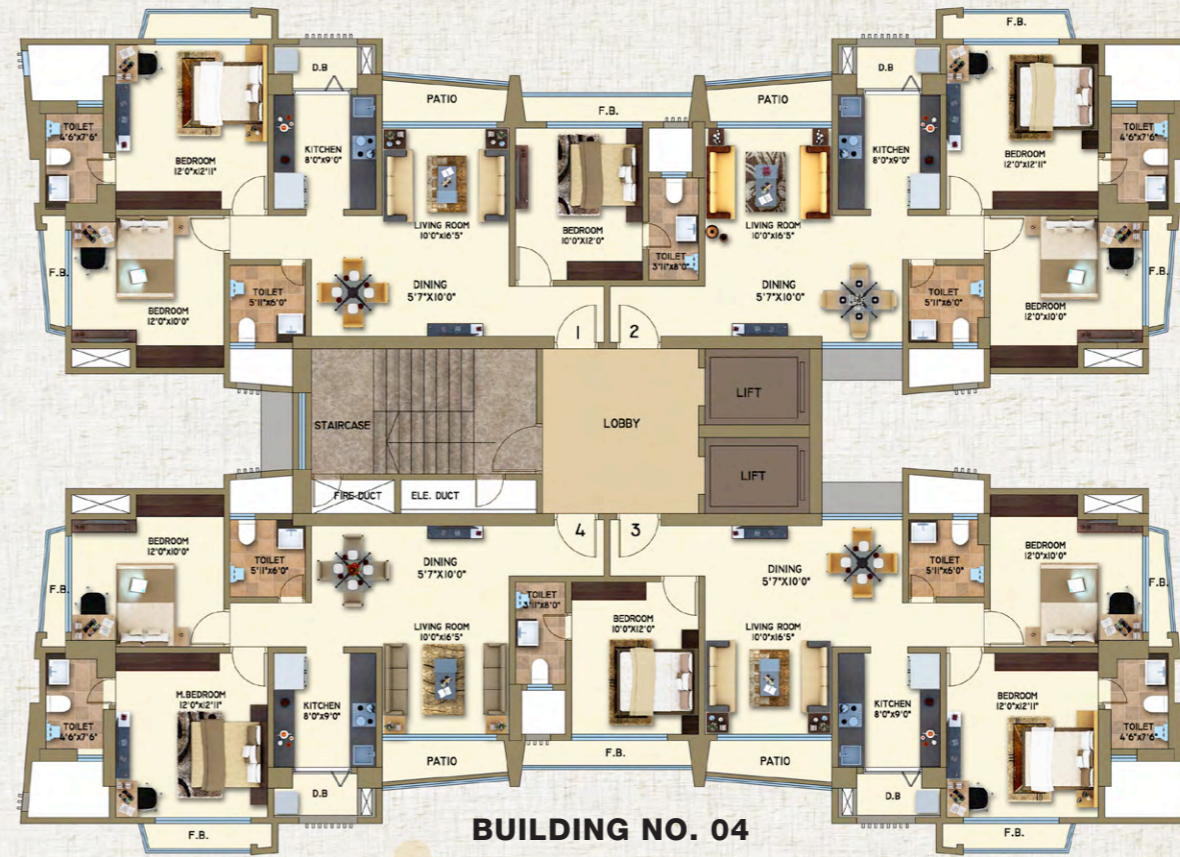 F.B.
D.B
PATIO
F.B.
PATIO
D.B
F.B.
TOILET
4'6"X7'6"
BEDROOM
12'0"X12'11"
KITCHEN
8'0"X9'0"
LIVING ROOM
10'0"X16'5"
BEDROOM
10'0"X12'0"
TOILET
3'11"X8'0"
LIVING ROOM
10'0"X16'5"
KITCHEN
8'0"X9'0"
BEDROOM
12'0"X12'11"
TOILET
4'6"X7'6"
F.B.
BEDROOM
12'0"X10'0"
TOILET
5'11"X6'0"
DINING
5'7"X10'0"
DINING
5'7"X10'0"
TOILET
5'11"X6'0"
BEDROOM
12'0"X10'0"
F.B.
1
2
STAIRCASE
LOBBY
LIFT
LIFT
FIRE DUCT
ELE. DUCT
4
3
F.B.
BEDROOM
12'0"X10'0"
TOILET
5'11"X6'0"
DINING
5'7"X10'0"
DINING
5'7"X10'0"
TOILET
5'11"X6'0"
BEDROOM
12'0"X10'0"
F.B.
TOILET
4'6"X7'6"
M.BEDROOM
12'0"X12'11"
KITCHEN
8'0"X9'0"
LIVING ROOM
10'0"X16'5"
TOILET
3'11"X8'0"
BEDROOM
10'0"X12'0"
LIVING ROOM
10'0"X16'5"
KITCHEN
8'0"X9'0"
BEDROOM
12'0"X12'11"
TOILET
4'6"X7'6"
F.B.
D.B
PATIO
F.B.
PATIO
D.B
F.B.
BUILDING NO. 04